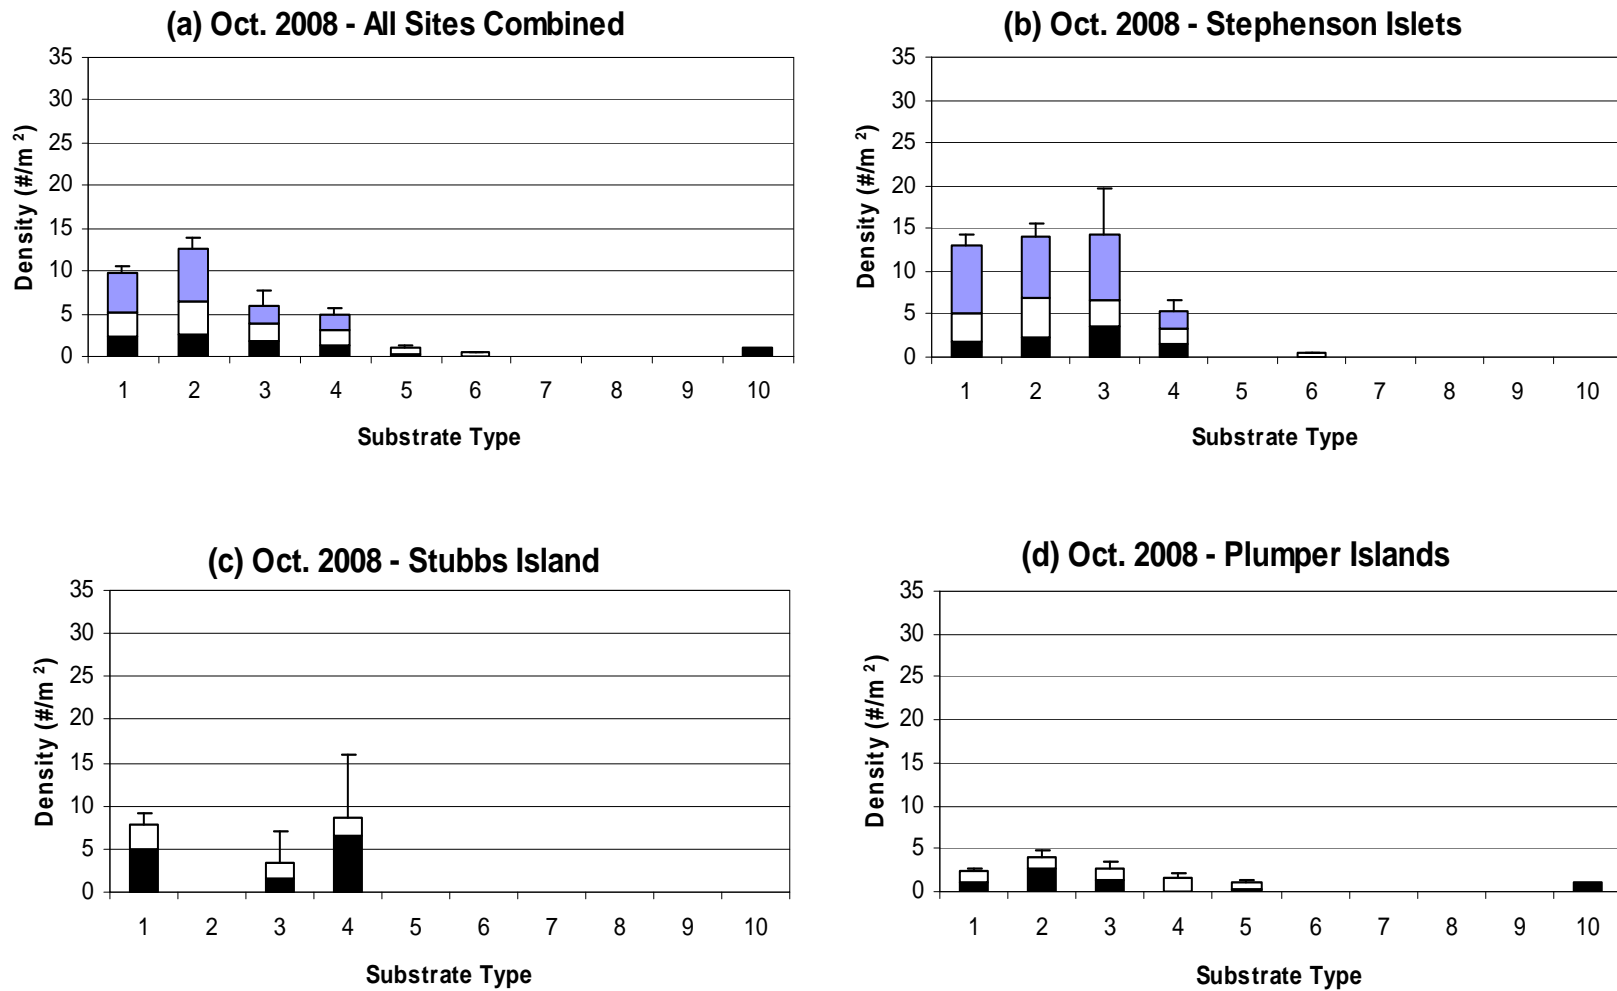 (a) Oct. 2008 - All Sites Combined
35
30
25
20
15
10
5
0
Density (#/m ²)
1 2 3 4 5 6 7 8 9 10
Substrate Type
(b) Oct. 2008 - Stephenson Islets
35
30
25
20
15
10
5
0
Density (#/m ²)
1 2 3 4 5 6 7 8 9 10
Substrate Type
(c) Oct. 2008 - Stubbs Island
35
30
25
20
15
10
5
0
Density (#/m ²)
1 2 3 4 5 6 7 8 9 10
Substrate Type
(d) Oct. 2008 - Plumper Islands
35
30
25
20
15
10
5
0
Density (#/m ²)
1 2 3 4 5 6 7 8 9 10
Substrate Type